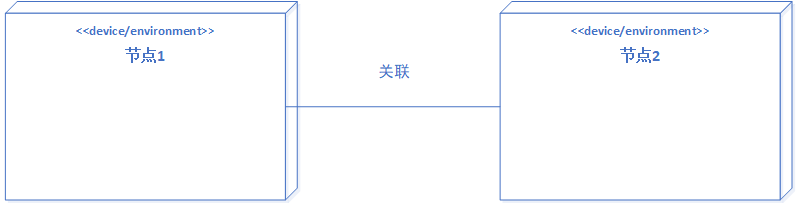 <<device/environment>>
节点1
关联
<<device/environment>>
节点2